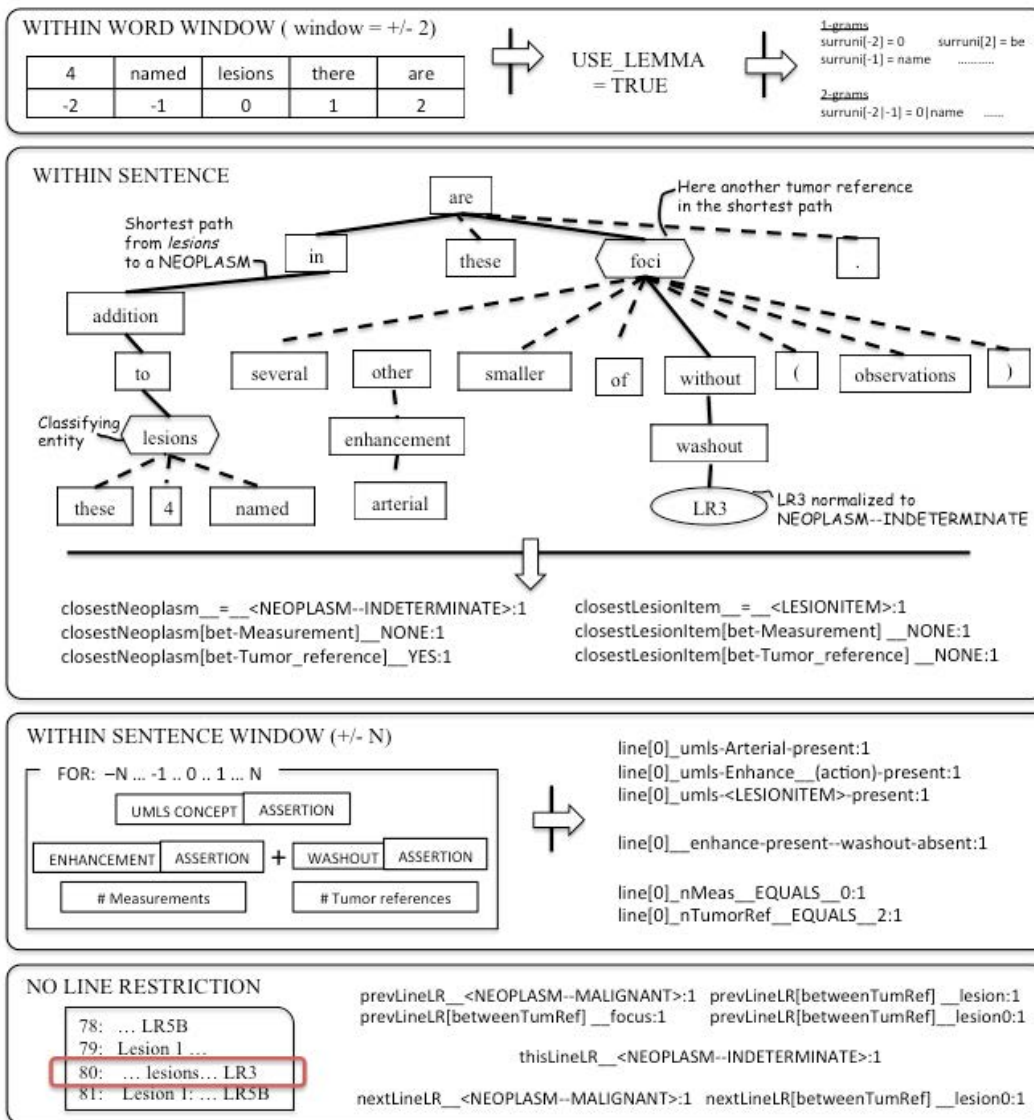 WITHIN WORD WINDOW ( window = +/- 2)
4 named lesions there are
-2 -1 0 1 2
USE_LEMMA
= TRUE
1-grams
surruni[-2] = 0 surruni[2] = be
surruni[-1] = name ...........
2-grams
surruni[-2|-1] = 0|name ......
WITHIN SENTENCE
are
Here another tumor reference
in the shortest path
Shortest path
from lesions
to a NEOPLASM
in
these
foci
.
addition
to
several
other
smaller
of
without
(
observations
)
Classifying
entity
lesions
enhancement
washout
these
4
named
arterial
LR3
LR3 normalized to
NEOPLASM--INDETERMINATE
closestNeoplasm__=__<NEOPLASM--INDETERMINATE>:1
closestNeoplasm[bet-Measurement]__NONE:1
closestNeoplasm[bet-Tumor_reference]__YES:1
closestLesionItem__=__<LESIONITEM>:1
closestLesionItem[bet-Measurement] __NONE:1
closestLesionItem[bet-Tumor_reference] __NONE:1
WITHIN SENTENCE WINDOW (+/- N)
FOR: –N ... -1 .. 0 .. 1 ... N
UMLS CONCEPT ASSERTION
ENHANCEMENT ASSERTION + WASHOUT ASSERTION
# Measurements # Tumor references
line[0]_umls-Arterial-present:1
line[0]_umls-Enhance__(action)-present:1
line[0]_umls-<LESIONITEM>-present:1
line[0]__enhance-present--washout-absent:1
line[0]_nMeas__EQUALS__0:1
line[0]_nTumorRef__EQUALS__2:1
NO LINE RESTRICTION
78: ... LR5B
79: Lesion 1 ...
80: ... lesions... LR3
81: Lesion 1: ... LR5B
prevLineLR__<NEOPLASM--MALIGNANT>:1 prevLineLR[betweenTumRef] __lesion:1
prevLineLR[betweenTumRef] __focus:1 prevLineLR[betweenTumRef]__lesion0:1
thisLineLR__<NEOPLASM--INDETERMINATE>:1
nextLineLR__<NEOPLASM--MALIGNANT>:1 nextLineLR[betweenTumRef] __lesion0:1